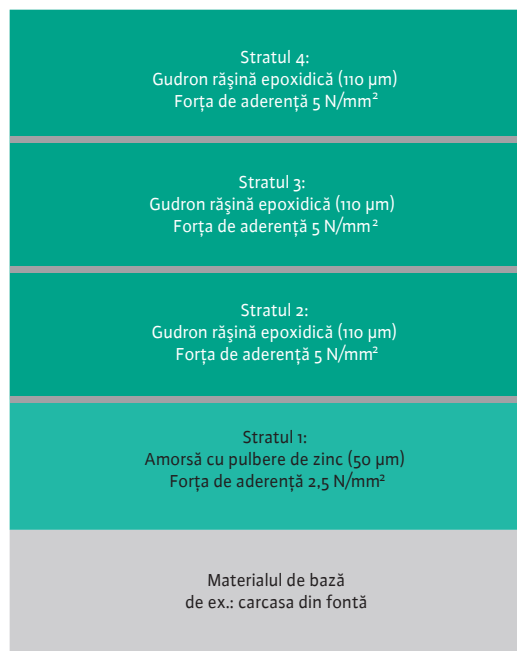 Stratul 4:
Gudron rășină epoxidică (110 µm)
Forța de aderență 5 N/mm²
Stratul 3:
Gudron rășină epoxidică (110 µm)
Forța de aderență 5 N/mm²
Stratul 2:
Gudron rășină epoxidică (110 µm)
Forța de aderență 5 N/mm²
Stratul 1:
Amorsă cu pulbere de zinc (50 µm)
Forța de aderență 2,5 N/mm²
Materialul de bază
de ex.: carcasa din fontă